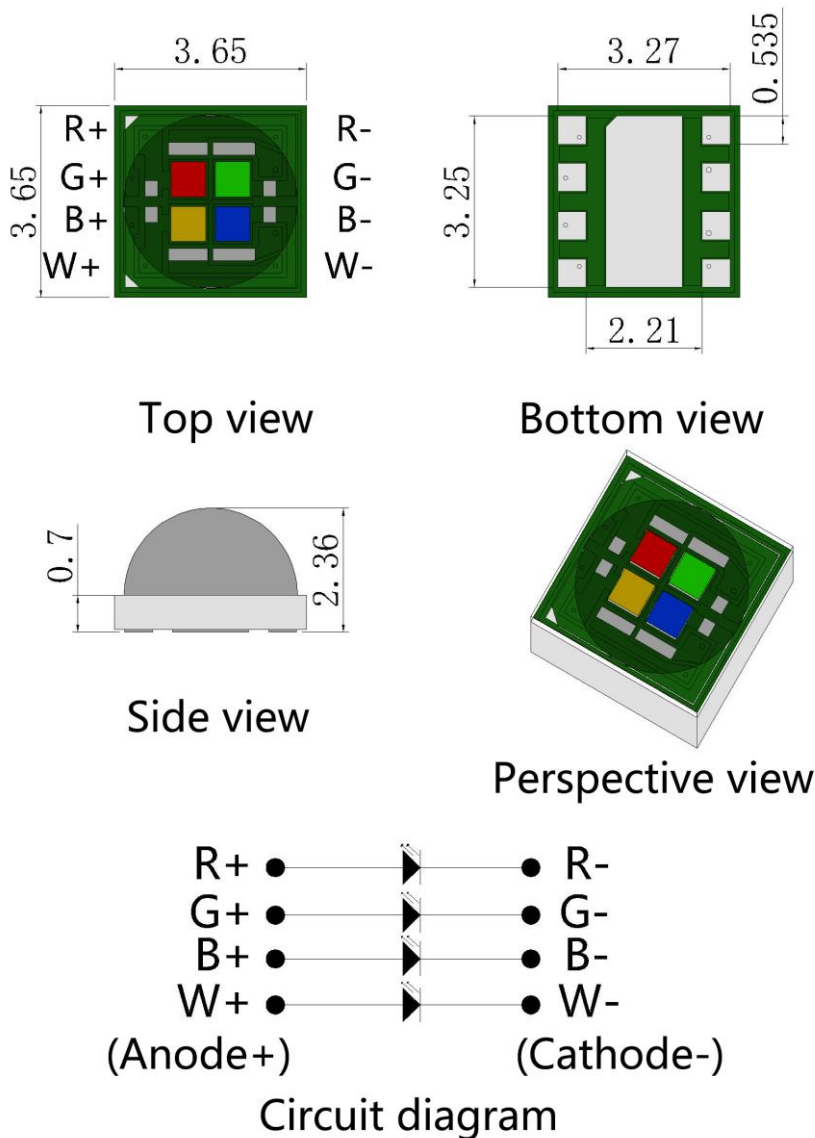 3.65
3.27
0.535
R+ R-
G+ G-
B+ B-
W+ W-
3.65
3.25
2.21
Top view
Bottom view
0.7
2.36
Side view
Perspective view
R+ R-
G+ G-
B+ B-
W+ W-
(Anode+) (Cathode-)
Circuit diagram